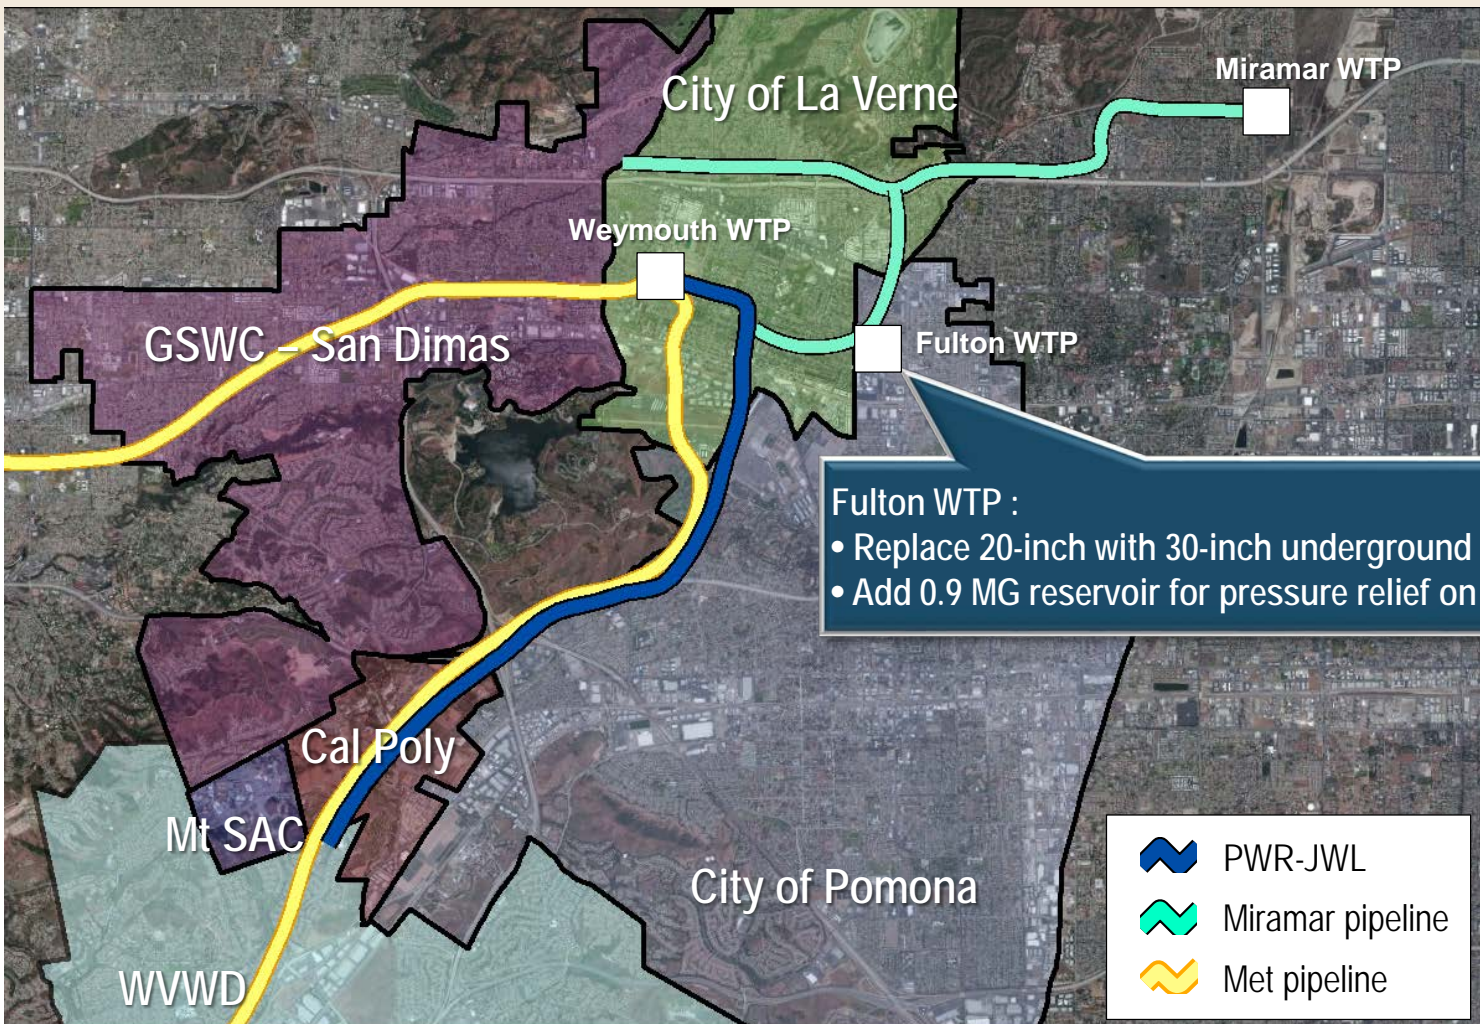 Miramar WTP
City of La Verne
Weymouth WTP
GSWC – San Dimas
Fulton WTP
Fulton WTP :
• Replace 20-inch with 30-inch underground
• Add 0.9 MG reservoir for pressure relief on
Cal Poly
Mt SAC
City of Pomona
WVWD
PWR-JWL
Miramar pipeline
Met pipeline